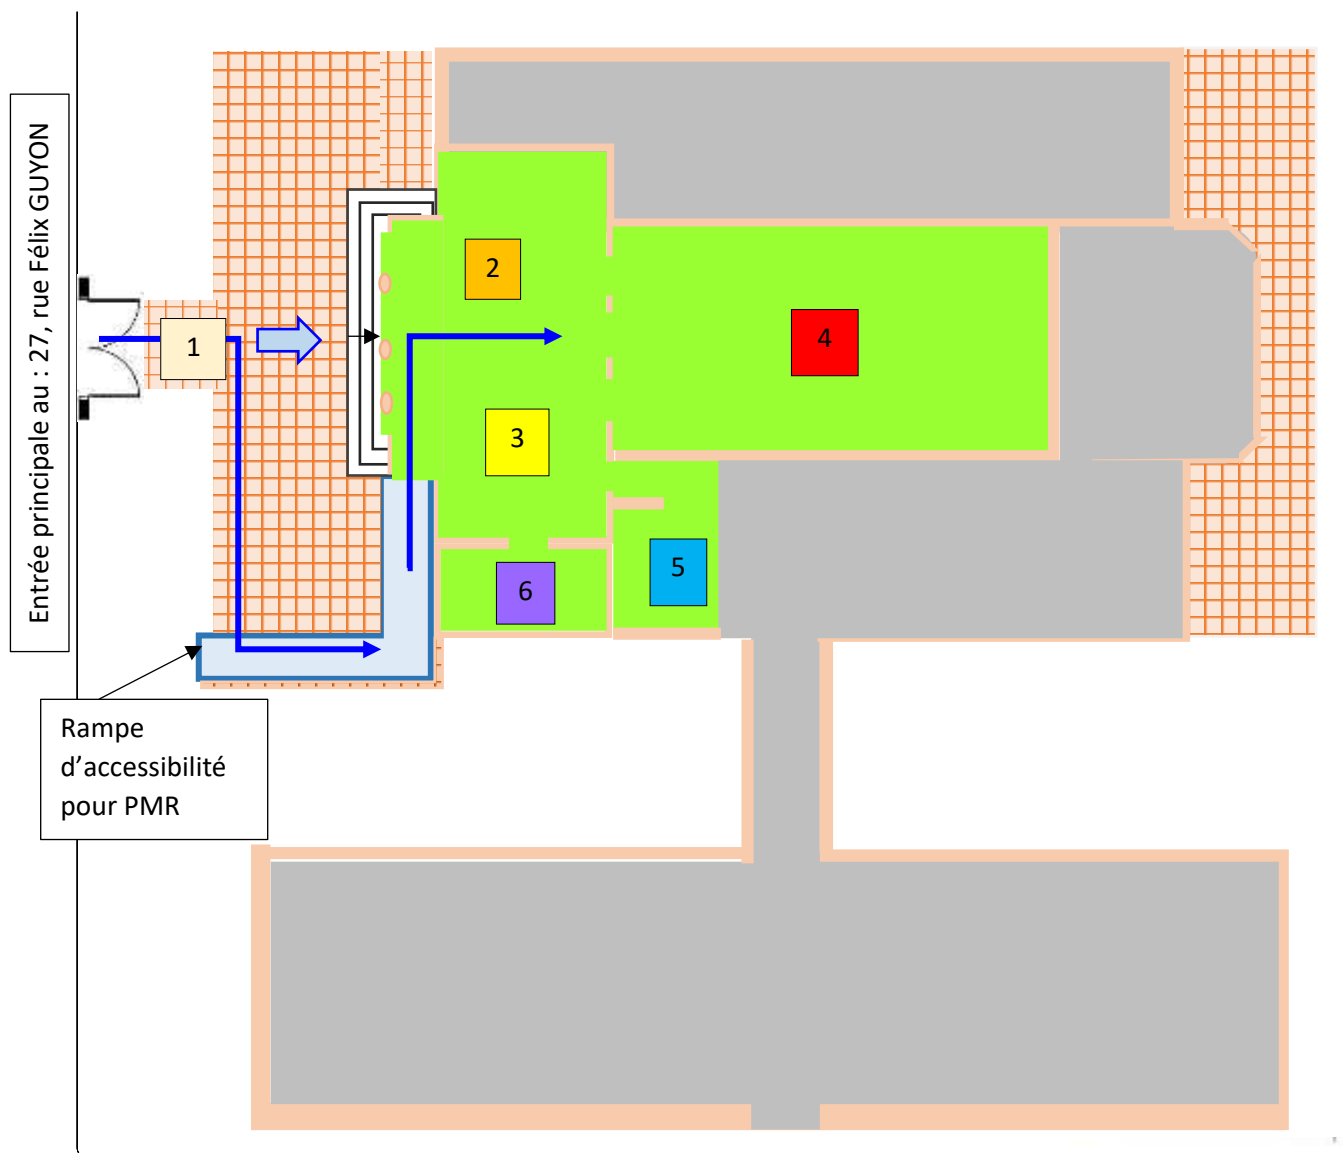 Entrée principale au : 27, rue Félix GUYON
1
2
3
4
5
6
Rampe
d’accessibilité
pour PMR